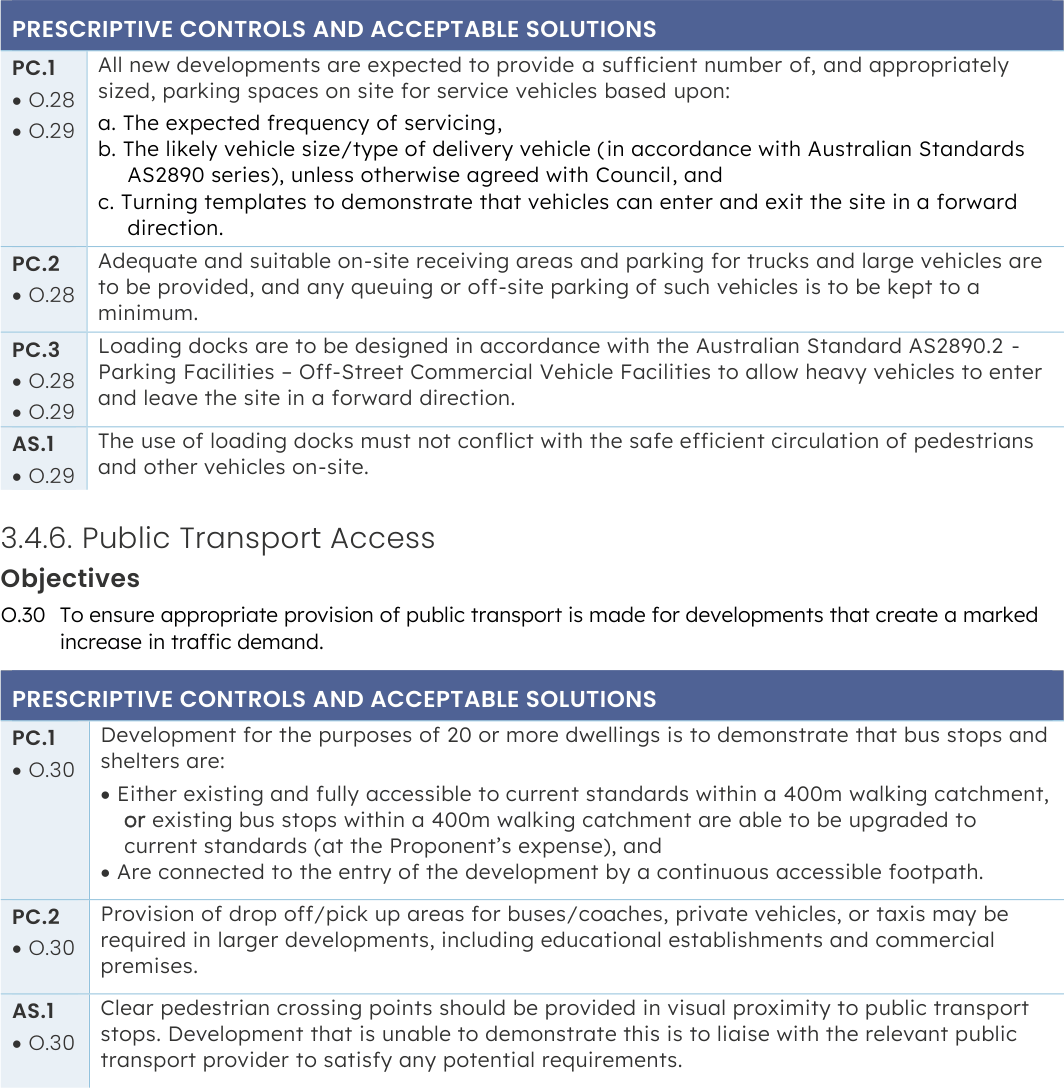 PRESCRIPTIVE CONTROLS AND ACCEPTABLE SOLUTIONS
PC.1
• O.28
• O.29
All new developments are expected to provide a sufficient number of, and appropriately
sized, parking spaces on site for service vehicles based upon:
a. The expected frequency of servicing,
b. The likely vehicle size/type of delivery vehicle (in accordance with Australian Standards
AS2890 series), unless otherwise agreed with Council, and
c. Turning templates to demonstrate that vehicles can enter and exit the site in a forward
direction.
PC.2
• O.28
Adequate and suitable on-site receiving areas and parking for trucks and large vehicles are
to be provided, and any queuing or off-site parking of such vehicles is to be kept to a
minimum.
PC.3
• O.28
• O.29
Loading docks are to be designed in accordance with the Australian Standard AS2890.2 -
Parking Facilities – Off-Street Commercial Vehicle Facilities to allow heavy vehicles to enter
and leave the site in a forward direction.
AS.1
• O.29
The use of loading docks must not conflict with the safe efficient circulation of pedestrians
and other vehicles on-site.
3.4.6. Public Transport Access
Objectives
O.30 To ensure appropriate provision of public transport is made for developments that create a marked
increase in traffic demand.
PRESCRIPTIVE CONTROLS AND ACCEPTABLE SOLUTIONS
PC.1
• O.30
Development for the purposes of 20 or more dwellings is to demonstrate that bus stops and
shelters are:
• Either existing and fully accessible to current standards within a 400m walking catchment,
or existing bus stops within a 400m walking catchment are able to be upgraded to
current standards (at the Proponent’s expense), and
• Are connected to the entry of the development by a continuous accessible footpath.
PC.2
• O.30
Provision of drop off/pick up areas for buses/coaches, private vehicles, or taxis may be
required in larger developments, including educational establishments and commercial
premises.
AS.1
• O.30
Clear pedestrian crossing points should be provided in visual proximity to public transport
stops. Development that is unable to demonstrate this is to liaise with the relevant public
transport provider to satisfy any potential requirements.